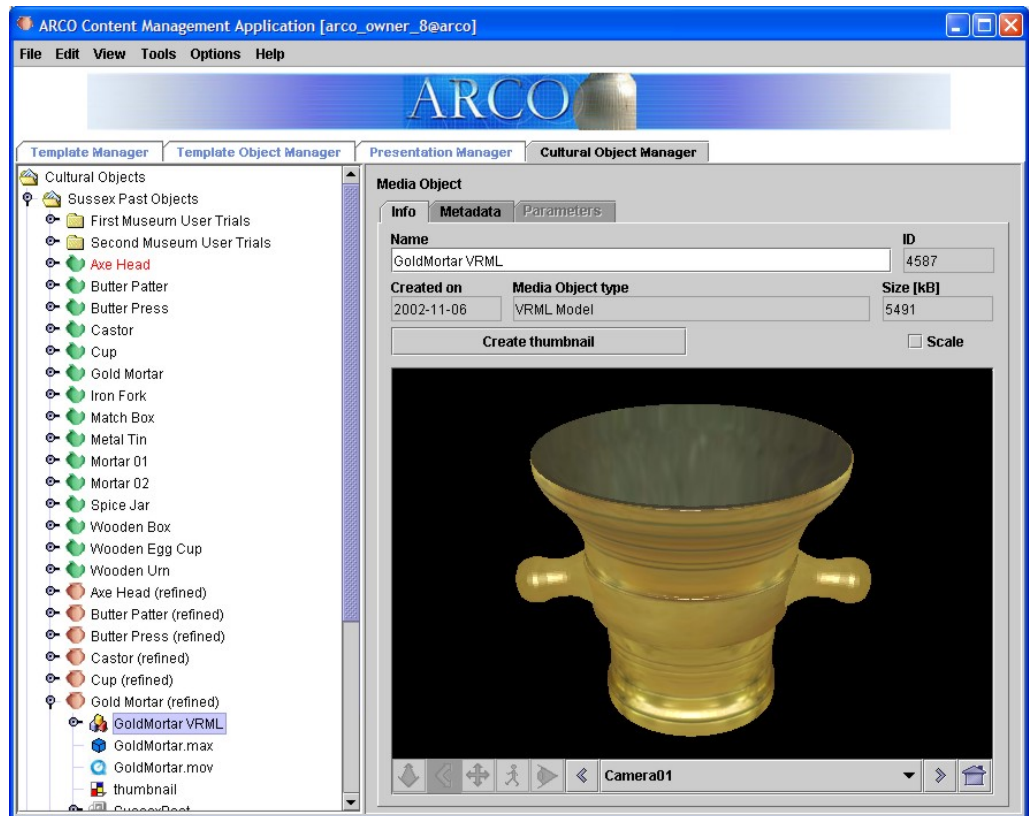 ARCO Content Management Application [arco_owner_8@arco]
File Edit View Tools Options Help
ARCO
Template Manager Template Object Manager Presentation Manager Cultural Object Manager
Cultural Objects
Sussex Past Objects
First Museum User Trials
Second Museum User Trials
Axe Head
Butter Patter
Butter Press
Castor
Cup
Gold Mortar
Iron Fork
Match Box
Metal Tin
Mortar 01
Mortar 02
Spice Jar
Wooden Box
Wooden Egg Cup
Wooden Urn
Axe Head (refined)
Butter Patter (refined)
Butter Press (refined)
Castor (refined)
Cup (refined)
Gold Mortar (refined)
GoldMortar VRML
GoldMortar.max
GoldMortar.mov
thumbnail
SussexPast
Media Object
Info Metadata Parameters
Name ID
GoldMortar VRML 4587
Created on Media Object type Size [kB]
2002-11-06 VRML Model 5491
Create thumbnail Scale
Camera01